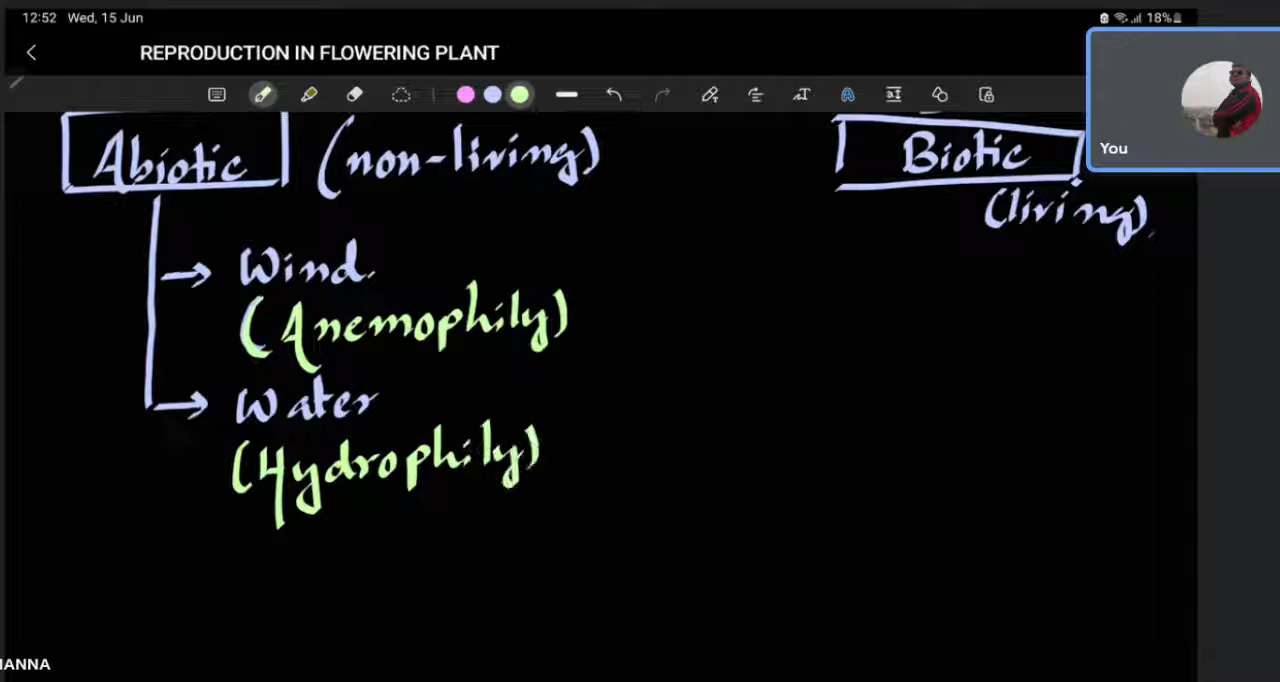 12:52 Wed, 15 Jun
18%
REPRODUCTION IN FLOWERING PLANT
You
Abiotic (non-living)
Biotic
(living)
Wind.
(Anemophily)
Water
(Hydrophily)
IANNA